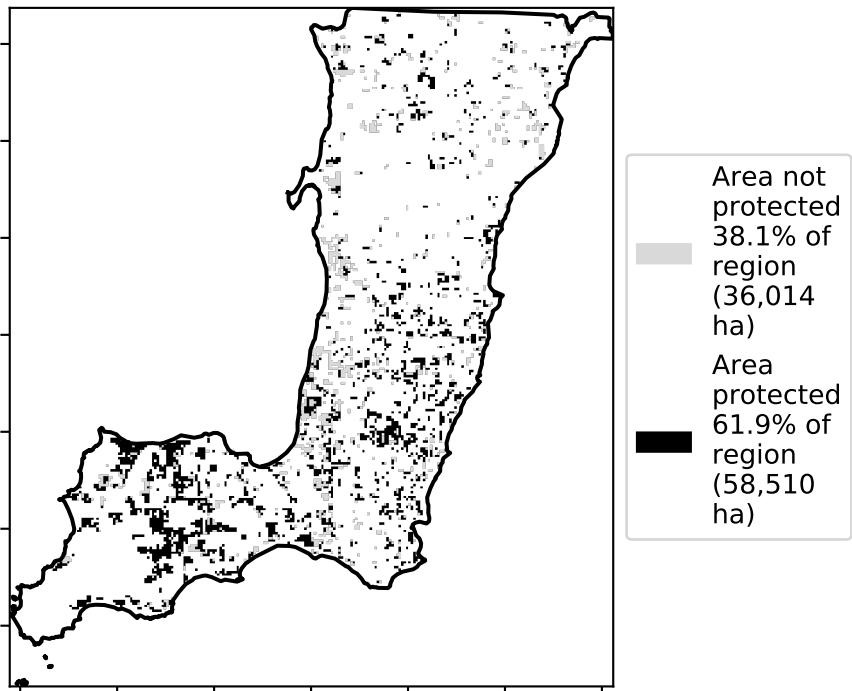 Area not
protected
38.1% of
region
(36,014
ha)
Area
protected
61.9% of
region
(58,510
ha)